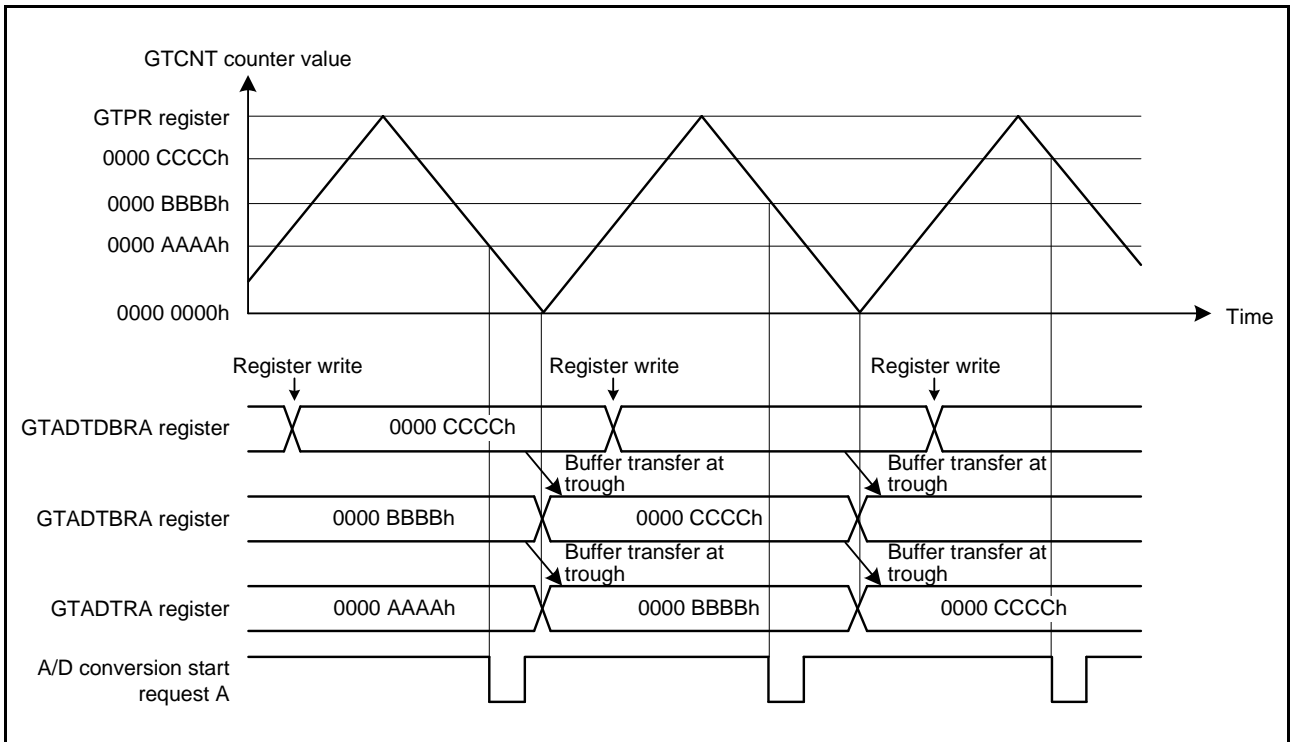 GTCNT counter value
GTPR register
0000 CCCCh
0000 BBBBh
0000 AAAAh
0000 0000h
Time
Register write
Register write
Register write
GTADTDBRA register
0000 CCCCh
Buffer transfer at
trough
Buffer transfer at
trough
GTADTBRA register
0000 BBBBh
0000 CCCCh
Buffer transfer at
trough
Buffer transfer at
trough
GTADTRA register
0000 AAAAh
0000 BBBBh
0000 CCCCh
A/D conversion start
request A